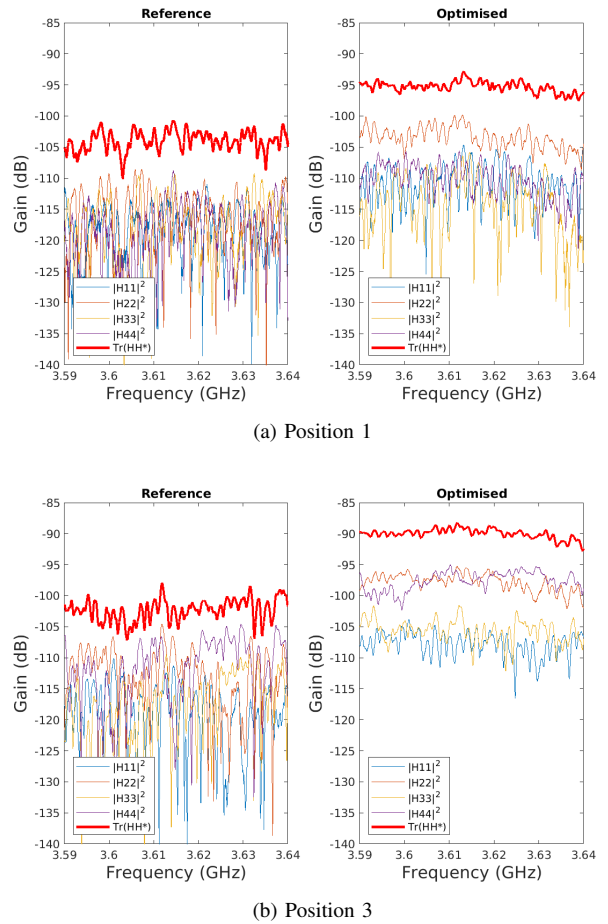 Reference
Optimised
-85
-90
-95
-100
-105
-110
-115
-120
-125
-130
-135
-140
Gain (dB)
|H11|²
|H22|²
|H33|²
|H44|²
Tr(HH*)
3.59 3.6 3.61 3.62 3.63 3.64
Frequency (GHz)
-85
-90
-95
-100
-105
-110
-115
-120
-125
-130
-135
-140
Gain (dB)
|H11|²
|H22|²
|H33|²
|H44|²
Tr(HH*)
3.59 3.6 3.61 3.62 3.63 3.64
Frequency (GHz)
(a) Position 1
Reference
Optimised
-85
-90
-95
-100
-105
-110
-115
-120
-125
-130
-135
-140
Gain (dB)
|H11|²
|H22|²
|H33|²
|H44|²
Tr(HH*)
3.59 3.6 3.61 3.62 3.63 3.64
Frequency (GHz)
-85
-90
-95
-100
-105
-110
-115
-120
-125
-130
-135
-140
Gain (dB)
|H11|²
|H22|²
|H33|²
|H44|²
Tr(HH*)
3.59 3.6 3.61 3.62 3.63 3.64
Frequency (GHz)
(b) Position 3